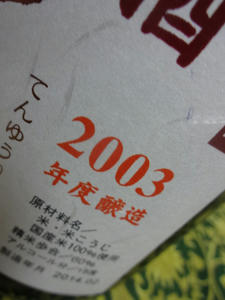 酒
てんゆう
2003
年度醸造
原材料名／
米・米こうじ
国産米100%使用
精米歩合／60%
アルコール分／
製造年月 2014.02